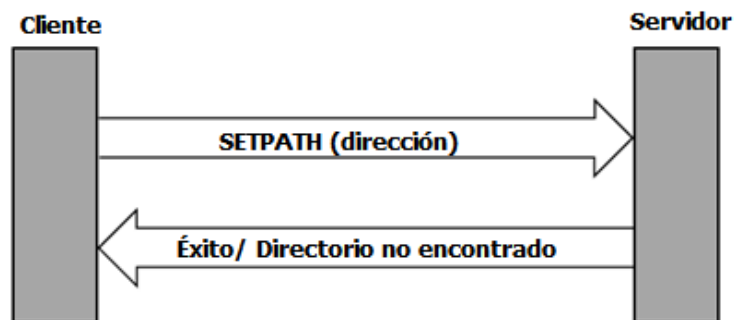 Cliente
Servidor
SETPATH (dirección)
Éxito/ Directorio no encontrado